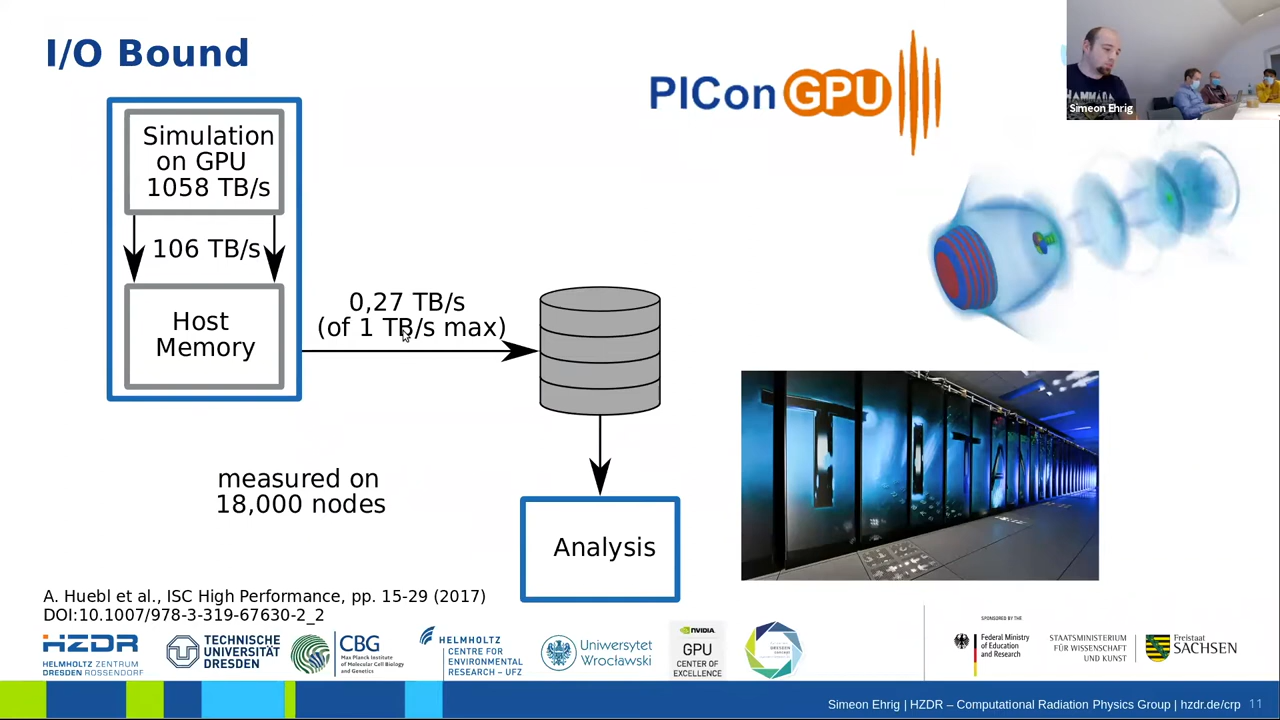 I/O Bound
PIConGPU
Simeon Ehrig
Simulation
on GPU
1058 TB/s
106 TB/s
Host
Memory
0,27 TB/s
(of 1 TB/s max)
TITAN
measured on
18,000 nodes
Analysis
A. Huebl et al., ISC High Performance, pp. 15-29 (2017)
DOI:10.1007/978-3-319-67630-2_2
HZDR
HELMHOLTZ ZENTRUM
DRESDEN ROSSENDORF
TECHNISCHE
UNIVERSITÄT
DRESDEN
CBG
Max Planck Institute
of Molecular Cell Biology
and Genetics
HELMHOLTZ
CENTRE FOR
ENVIRONMENTAL
RESEARCH – UFZ
Uniwersytet
Wrocławski
NVIDIA
GPU
CENTER OF
EXCELLENCE
DRESDEN
concept
SPONSORED BY THE
Federal Ministry
of Education
and Research
STAATSMINISTERIUM
FÜR WISSENSCHAFT
UND KUNST
Freistaat
SACHSEN
Simeon Ehrig | HZDR – Computational Radiation Physics Group | hzdr.de/crp
11